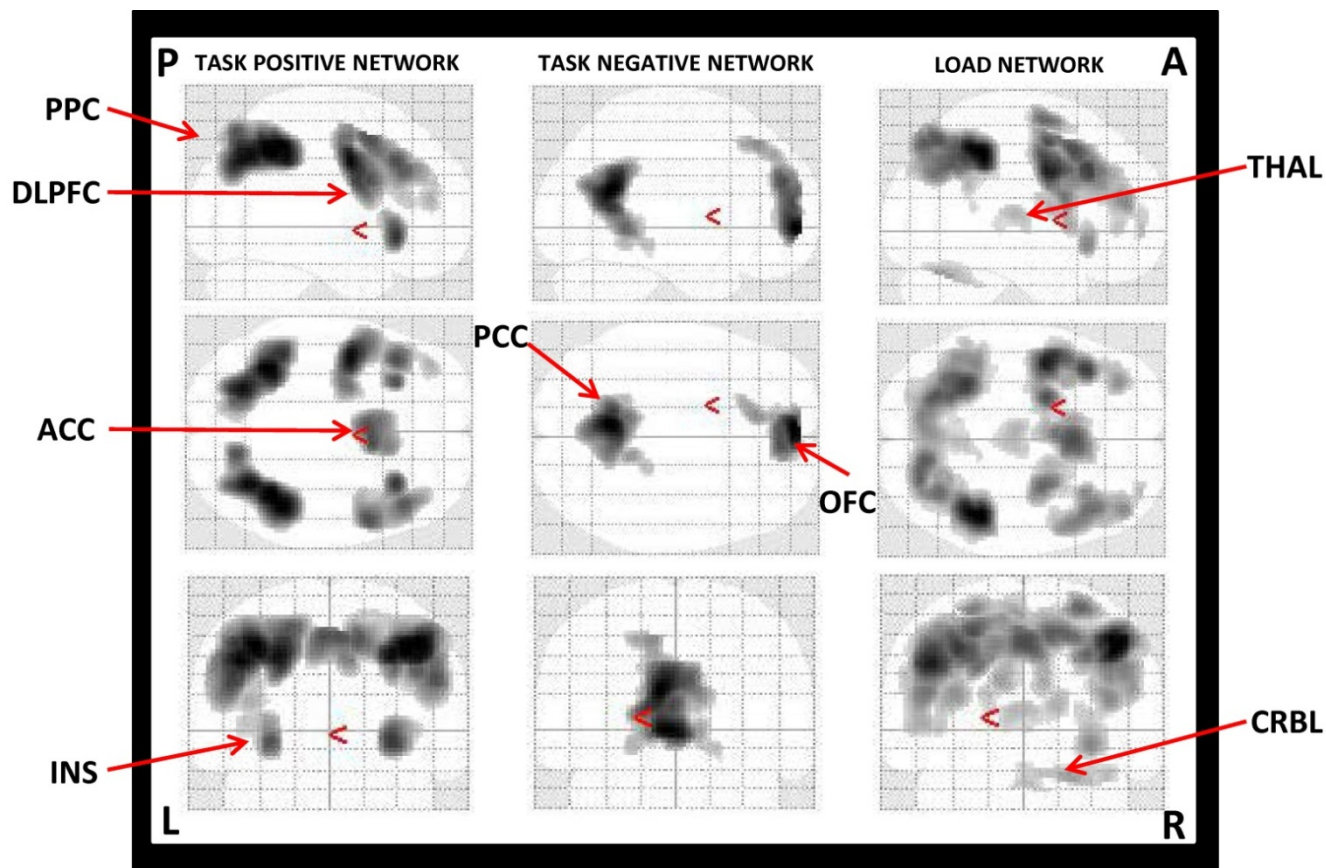 P TASK POSITIVE NETWORK TASK NEGATIVE NETWORK LOAD NETWORK A
PPC
DLPFC
THAL
PCC
ACC
OFC
INS
CRBL
L R